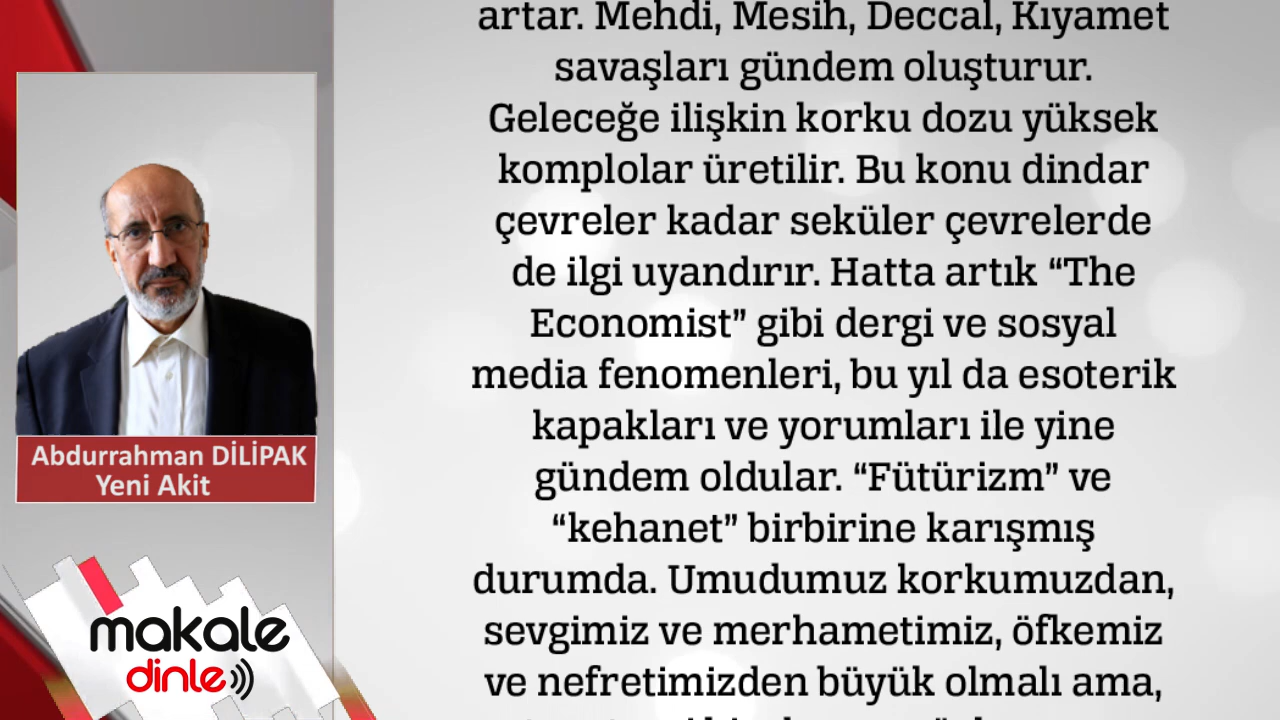 artar. Mehdi, Mesih, Deccal, Kıyamet
savaşları gündem oluşturur.
Geleceğe ilişkin korku dozu yüksek
komplolar üretilir. Bu konu dindar
çevreler kadar seküler çevrelerde
de ilgi uyandırır. Hatta artık “The
Economist” gibi dergi ve sosyal
media fenomenleri, bu yıl da esoterik
kapakları ve yorumları ile yine
gündem oldular. “Fütürizm” ve
“kehanet” birbirine karışmış
durumda. Umudumuz korkumuzdan,
sevgimiz ve merhametimiz, öfkemiz
ve nefretimizden büyük olmalı ama,
Abdurrahman DİLİPAK
Yeni Akit
makale
dinle